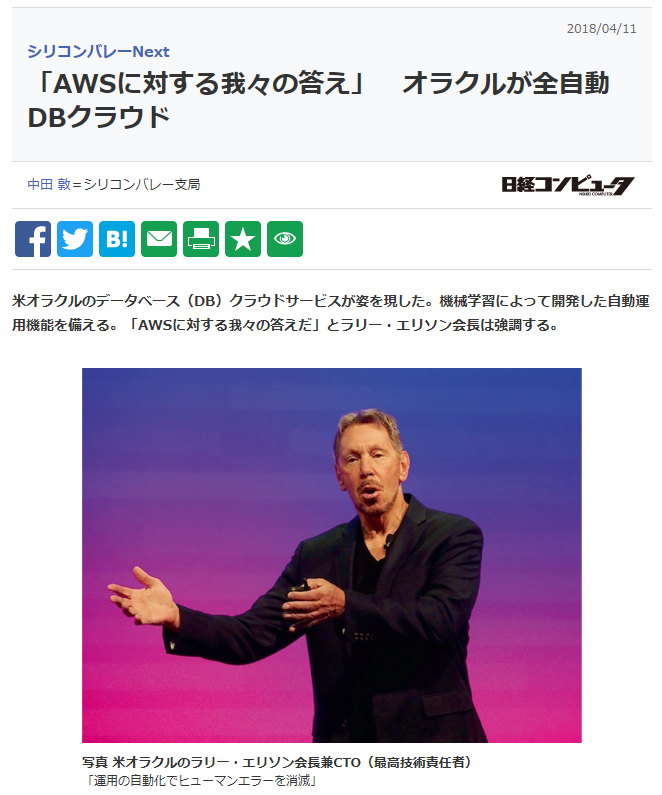 2018/04/11
シリコンバレーNext
「AWSに対する我々の答え」　オラクルが全自動
DBクラウド
中田 敦＝シリコンバレー支局
日経コンピュータ
NIKKEI COMPUTER
B!
米オラクルのデータベース（DB）クラウドサービスが姿を現した。機械学習によって開発した自動運
用機能を備える。「AWSに対する我々の答えだ」とラリー・エリソン会長は強調する。
写真 米オラクルのラリー・エリソン会長兼CTO（最高技術責任者）
「運用の自動化でヒューマンエラーを消滅」